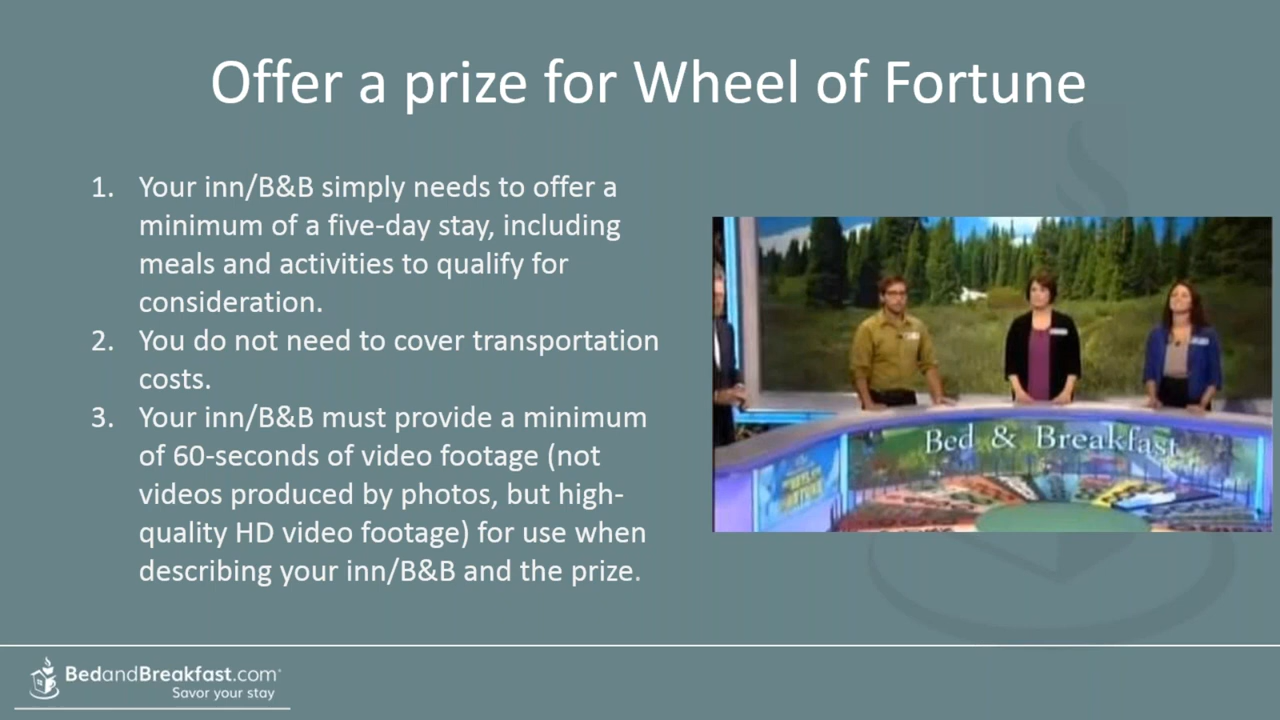 Offer a prize for Wheel of Fortune
1. Your inn/B&B simply needs to offer a
minimum of a five-day stay, including
meals and activities to qualify for
consideration.
2. You do not need to cover transportation
costs.
3. Your inn/B&B must provide a minimum
of 60-seconds of video footage (not
videos produced by photos, but high-
quality HD video footage) for use when
describing your inn/B&B and the prize.
Bed & Breakfast
FORTUNE
BedandBreakfast.com
Savor your stay